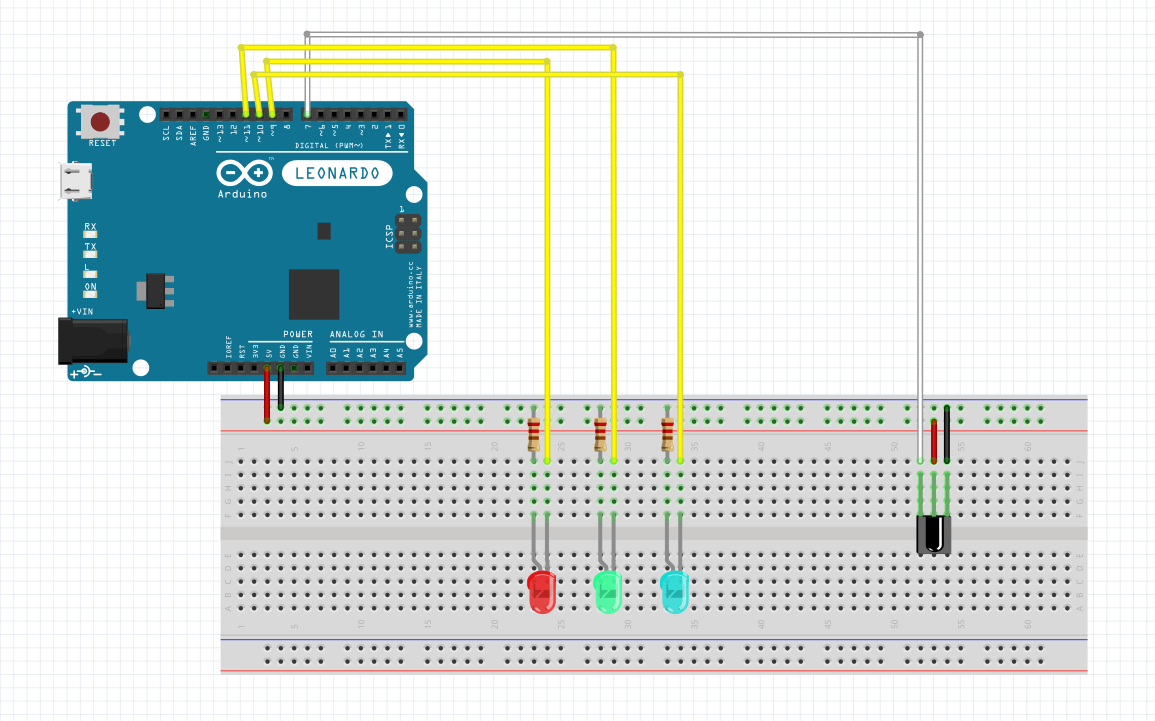 SCL SDA AREF GND ~13 12 ~11 ~10 ~9 8 7 ~6 ~5 4 ~3 2 TX▶1 RX◀0
RESET
DIGITAL (PWM~)
™
LEONARDO
Arduino
1
ICSP
RX
TX
L
ON
www.arduino.cc
MADE IN ITALY
+VIN
POWER ANALOG IN
IOREF RST 3V3 5V GND GND VIN A0 A1 A2 A3 A4 A5
+ -
1 5 10 15 20 25 30 35 40 45 50 55 60
J J
I I
H H
G G
F F
E E
D D
C C
B B
A A
1 5 10 15 20 25 30 35 40 45 50 55 60